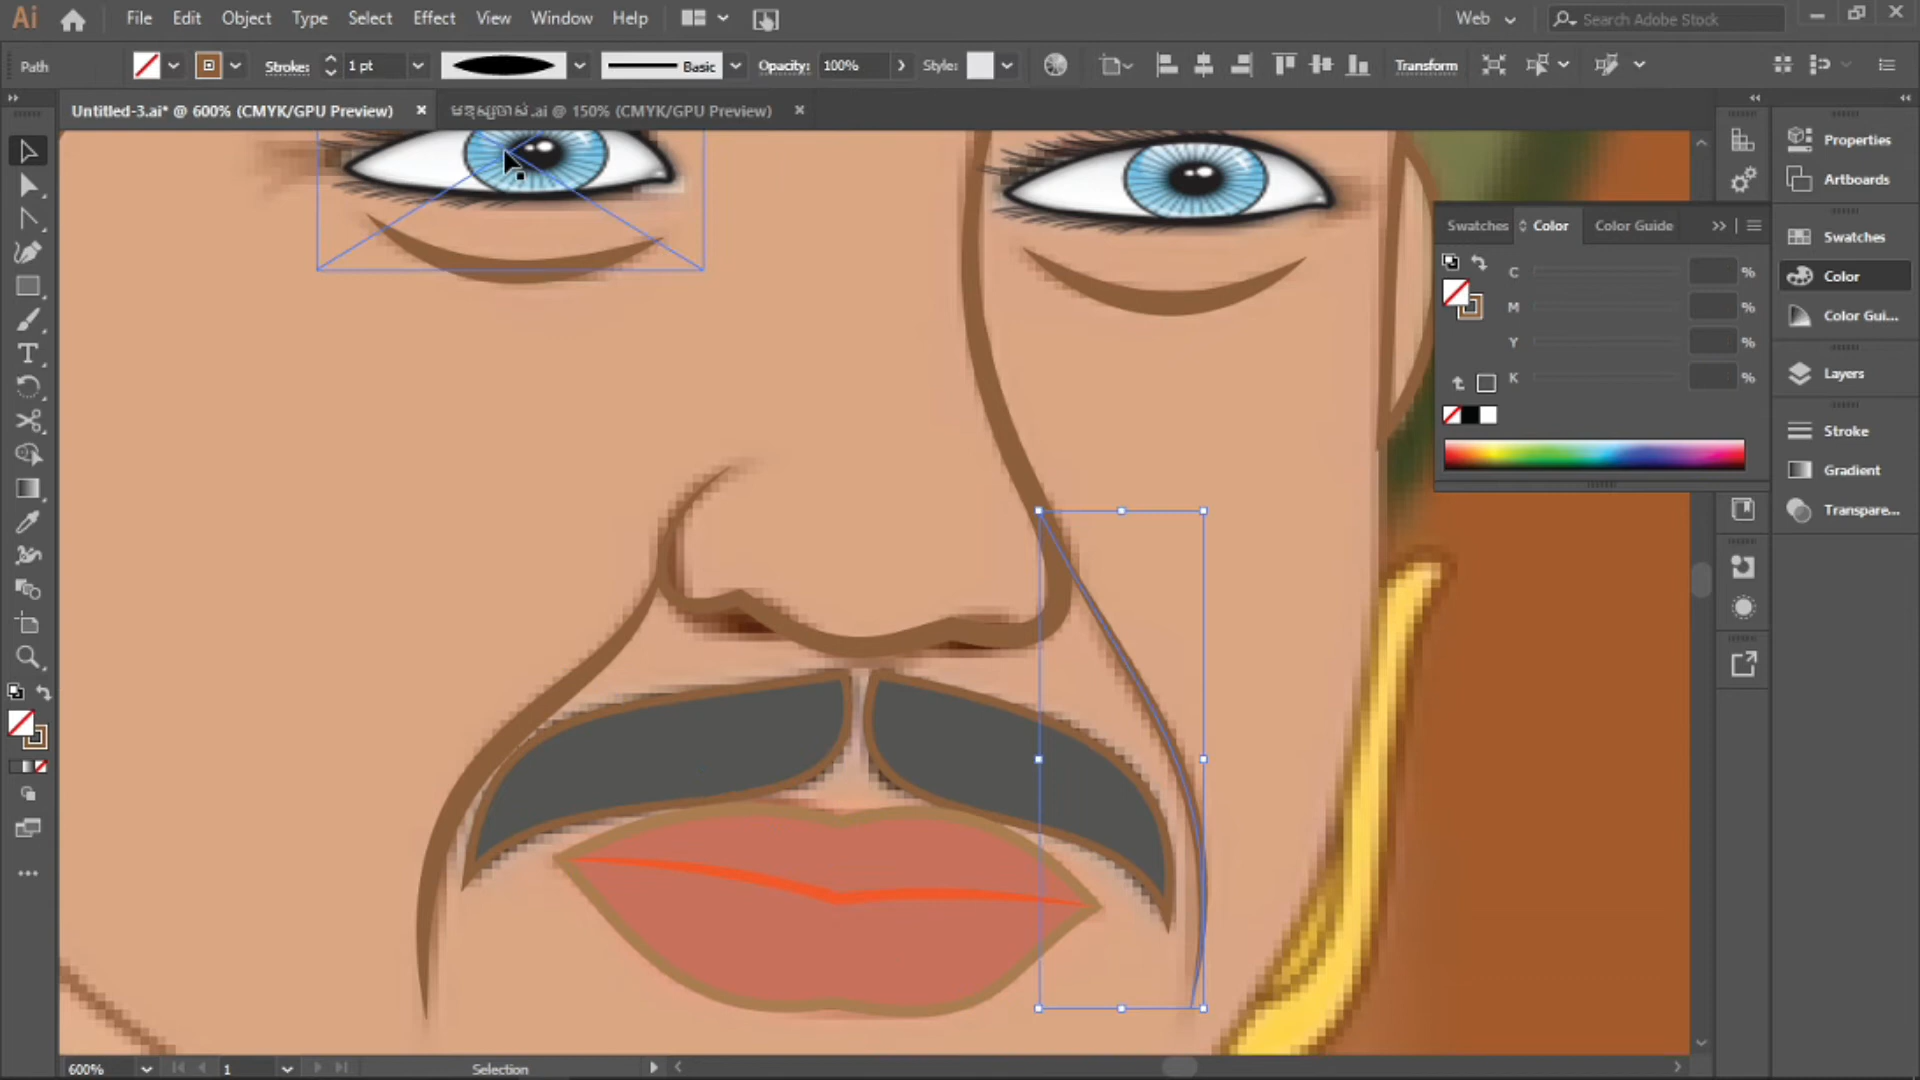 Ai File Edit Object Type Select Effect View Window Help Search Adobe Stock
Web
Path Stroke: 1 pt Basic Opacity: 100% Style: Transform
Untitled-3.ai* @ 600% (CMYK/GPU Preview) .ai @ 150% (CMYK/GPU Preview)
Properties
Artboards
Swatches
Color
Color Gui...
Layers
Stroke
Gradient
Transpare...
Swatches Color Color Guide
C %
M %
Y %
K %
600% 1 Selection